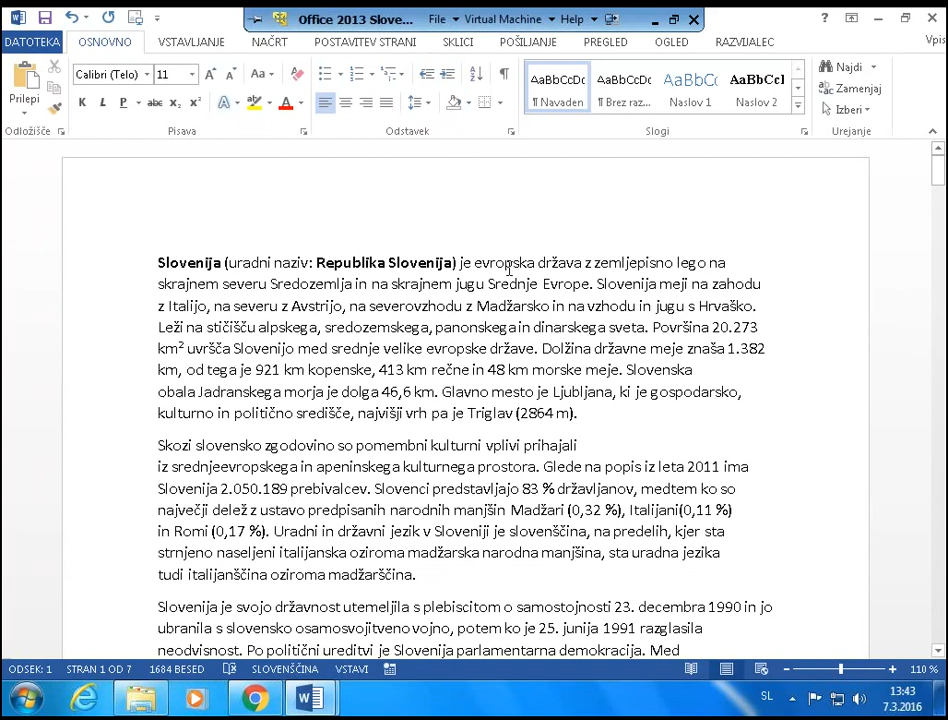 Office 2013 Slove... File Virtual Machine Help
DATOTEKA OSNOVNO VSTAVLJANJE NAČRT POSTAVITEV STRANI SKLICI POŠILJANJE PREGLED OGLED RAZVIJALEC Vpis
Prilepi
Calibri (Telo) 11
Aa
K L P abc x₂ x²
AaBbCcDc AaBbCcDc AaBbCc AaBbCcI
¶ Navaden ¶ Brez raz... Naslov 1 Naslov 2
Najdi
Zamenjaj
Izberi
Odložišče Pisava Odstavek Slogi Urejanje
Slovenija (uradni naziv: Republika Slovenija) je evropska država z zemljepisno lego na
skrajnem severu Sredozemlja in na skrajnem jugu Srednje Evrope. Slovenija meji na zahodu
z Italijo, na severu z Avstrijo, na severovzhodu z Madžarsko in na vzhodu in jugu s Hrvaško.
Leži na stičišču alpskega, sredozemskega, panonskega in dinarskega sveta. Površina 20.273
km² uvršča Slovenijo med srednje velike evropske države. Dolžina državne meje znaša 1.382
km, od tega je 921 km kopenske, 413 km rečne in 48 km morske meje. Slovenska
obala Jadranskega morja je dolga 46,6 km. Glavno mesto je Ljubljana, ki je gospodarsko,
kulturno in politično središče, najvišji vrh pa je Triglav (2864 m).
Skozi slovensko zgodovino so pomembni kulturni vplivi prihajali
iz srednjeevropskega in apeninskega kulturnega prostora. Glede na popis iz leta 2011 ima
Slovenija 2.050.189 prebivalcev. Slovenci predstavljajo 83 % državljanov, medtem ko so
največji delež z ustavo predpisanih narodnih manjšin Madžari (0,32 %), Italijani(0,11 %)
in Romi (0,17 %). Uradni in državni jezik v Sloveniji je slovenščina, na predelih, kjer sta
strnjeno naseljeni italijanska oziroma madžarska narodna manjšina, sta uradna jezika
tudi italijanščina oziroma madžarščina.
Slovenija je svojo državnost utemeljila s plebiscitom o samostojnosti 23. decembra 1990 in jo
ubranila s slovensko osamosvojitveno vojno, potem ko je 25. junija 1991 razglasila
neodvisnost. Po politični ureditvi je Slovenija parlamentarna demokracija. Med
ODSEK: 1 STRAN 1 OD 7 1684 BESED SLOVENŠČINA VSTAVI 110 %
SL 13:43
7.3.2016